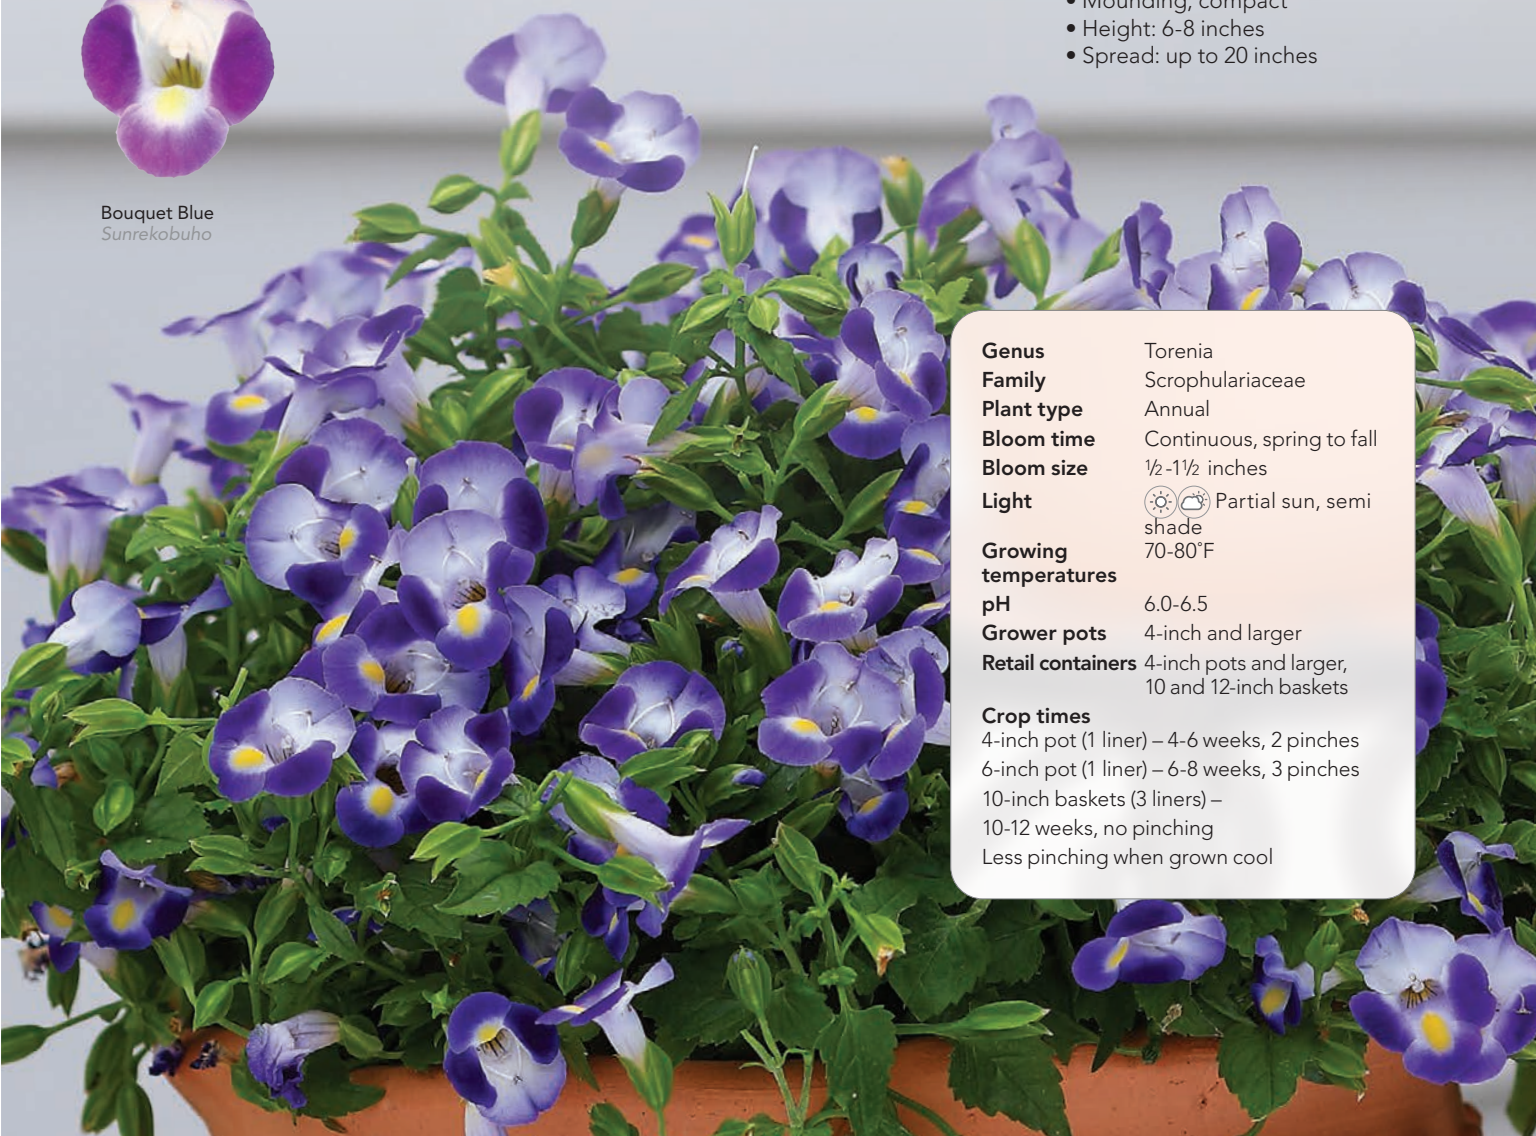 • Mounding, compact
• Height: 6-8 inches
• Spread: up to 20 inches
Bouquet Blue
Sunrekobuho
Genus Torenia
Family Scrophulariaceae
Plant type Annual
Bloom time Continuous, spring to fall
Bloom size ½-1½ inches
Light Partial sun, semi
shade
Growing 70-80˚F
temperatures
pH 6.0-6.5
Grower pots 4-inch and larger
Retail containers 4-inch pots and larger,
10 and 12-inch baskets
Crop times
4-inch pot (1 liner) – 4-6 weeks, 2 pinches
6-inch pot (1 liner) – 6-8 weeks, 3 pinches
10-inch baskets (3 liners) –
10-12 weeks, no pinching
Less pinching when grown cool